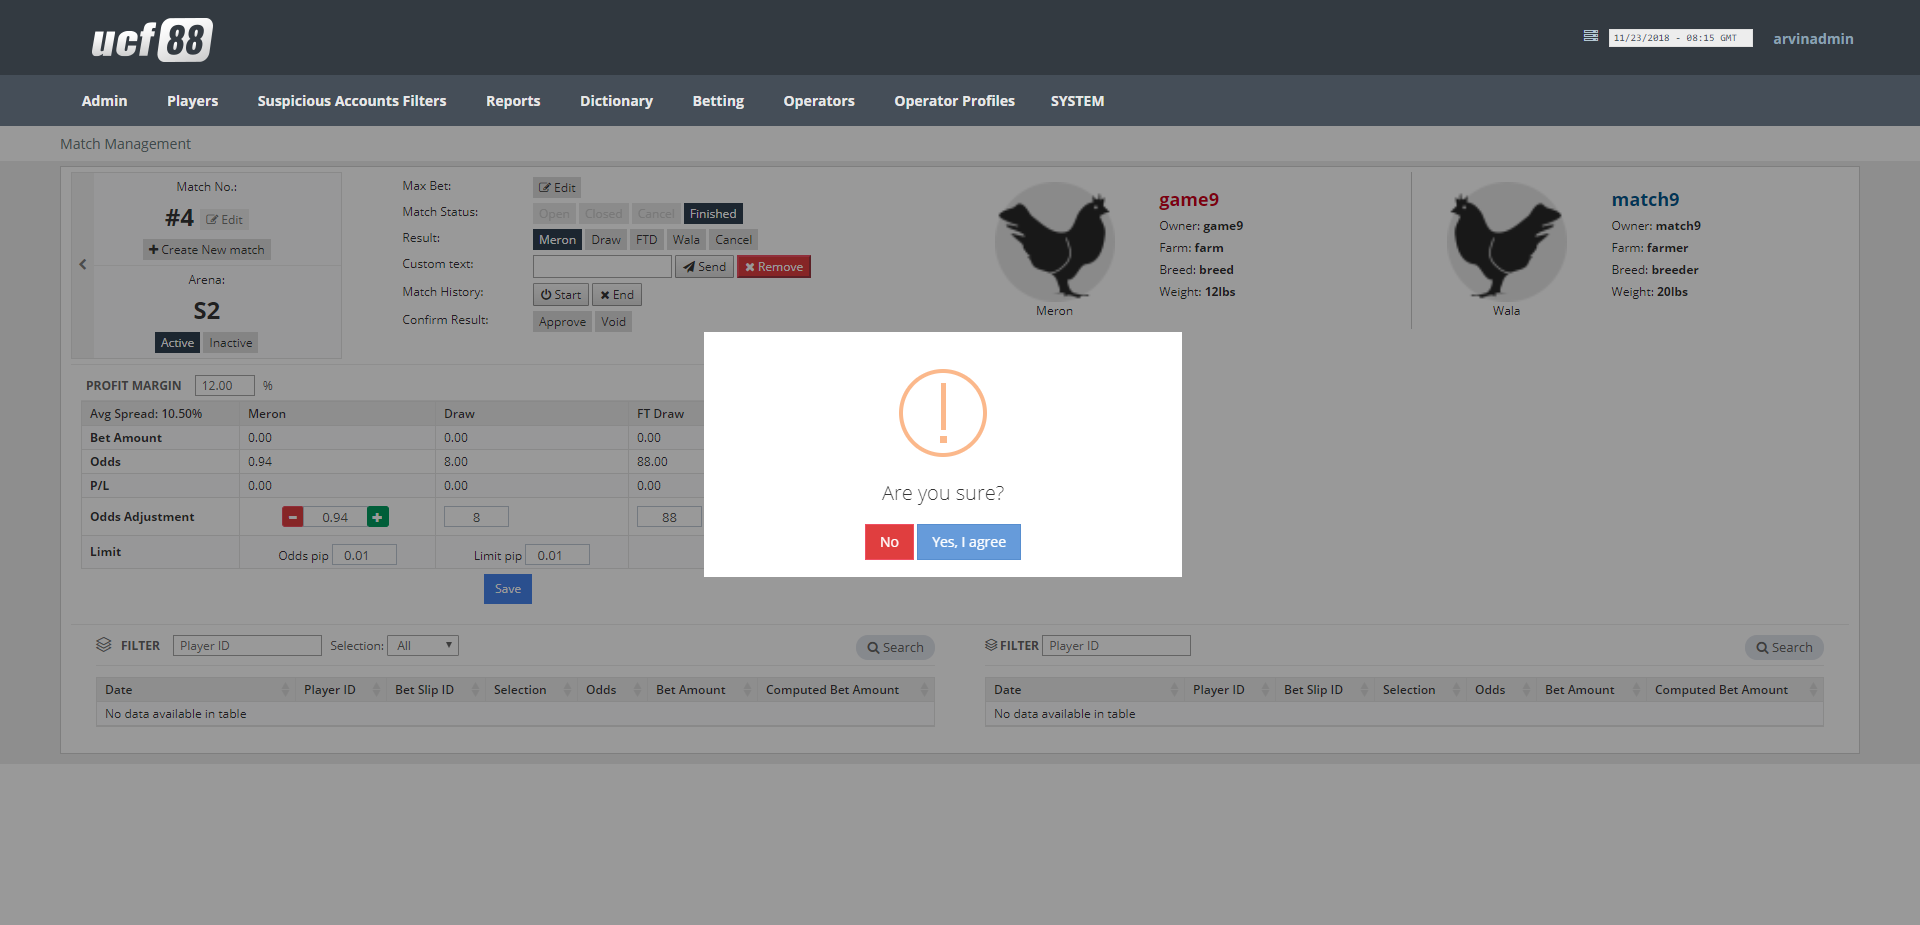 ucf88
11/23/2018 - 08:15 GMT
arvinadmin
Admin Players Suspicious Accounts Filters Reports Dictionary Betting Operators Operator Profiles SYSTEM
Match Management
Match No.:
#4 Edit
Create New match
Arena:
S2
Active Inactive
Max Bet: Edit
Match Status: Open Closed Cancel Finished
Result: Meron Draw FTD Wala Cancel
Custom text: Send Remove
Match History: Start End
Confirm Result: Approve Void
Meron
game9
Owner: game9
Farm: farm
Breed: breed
Weight: 12lbs
Wala
match9
Owner: match9
Farm: farmer
Breed: breeder
Weight: 20lbs
PROFIT MARGIN 12.00 %
Avg Spread: 10.50% Meron Draw FT Draw
Bet Amount 0.00 0.00 0.00
Odds 0.94 8.00 88.00
P/L 0.00 0.00 0.00
Odds Adjustment 0.94 8 88
Limit Odds pip 0.01 Limit pip 0.01
Save
Are you sure?
No Yes, I agree
FILTER Player ID Selection: All Search
Date Player ID Bet Slip ID Selection Odds Bet Amount Computed Bet Amount
No data available in table
FILTER Player ID Search
Date Player ID Bet Slip ID Selection Odds Bet Amount Computed Bet Amount
No data available in table